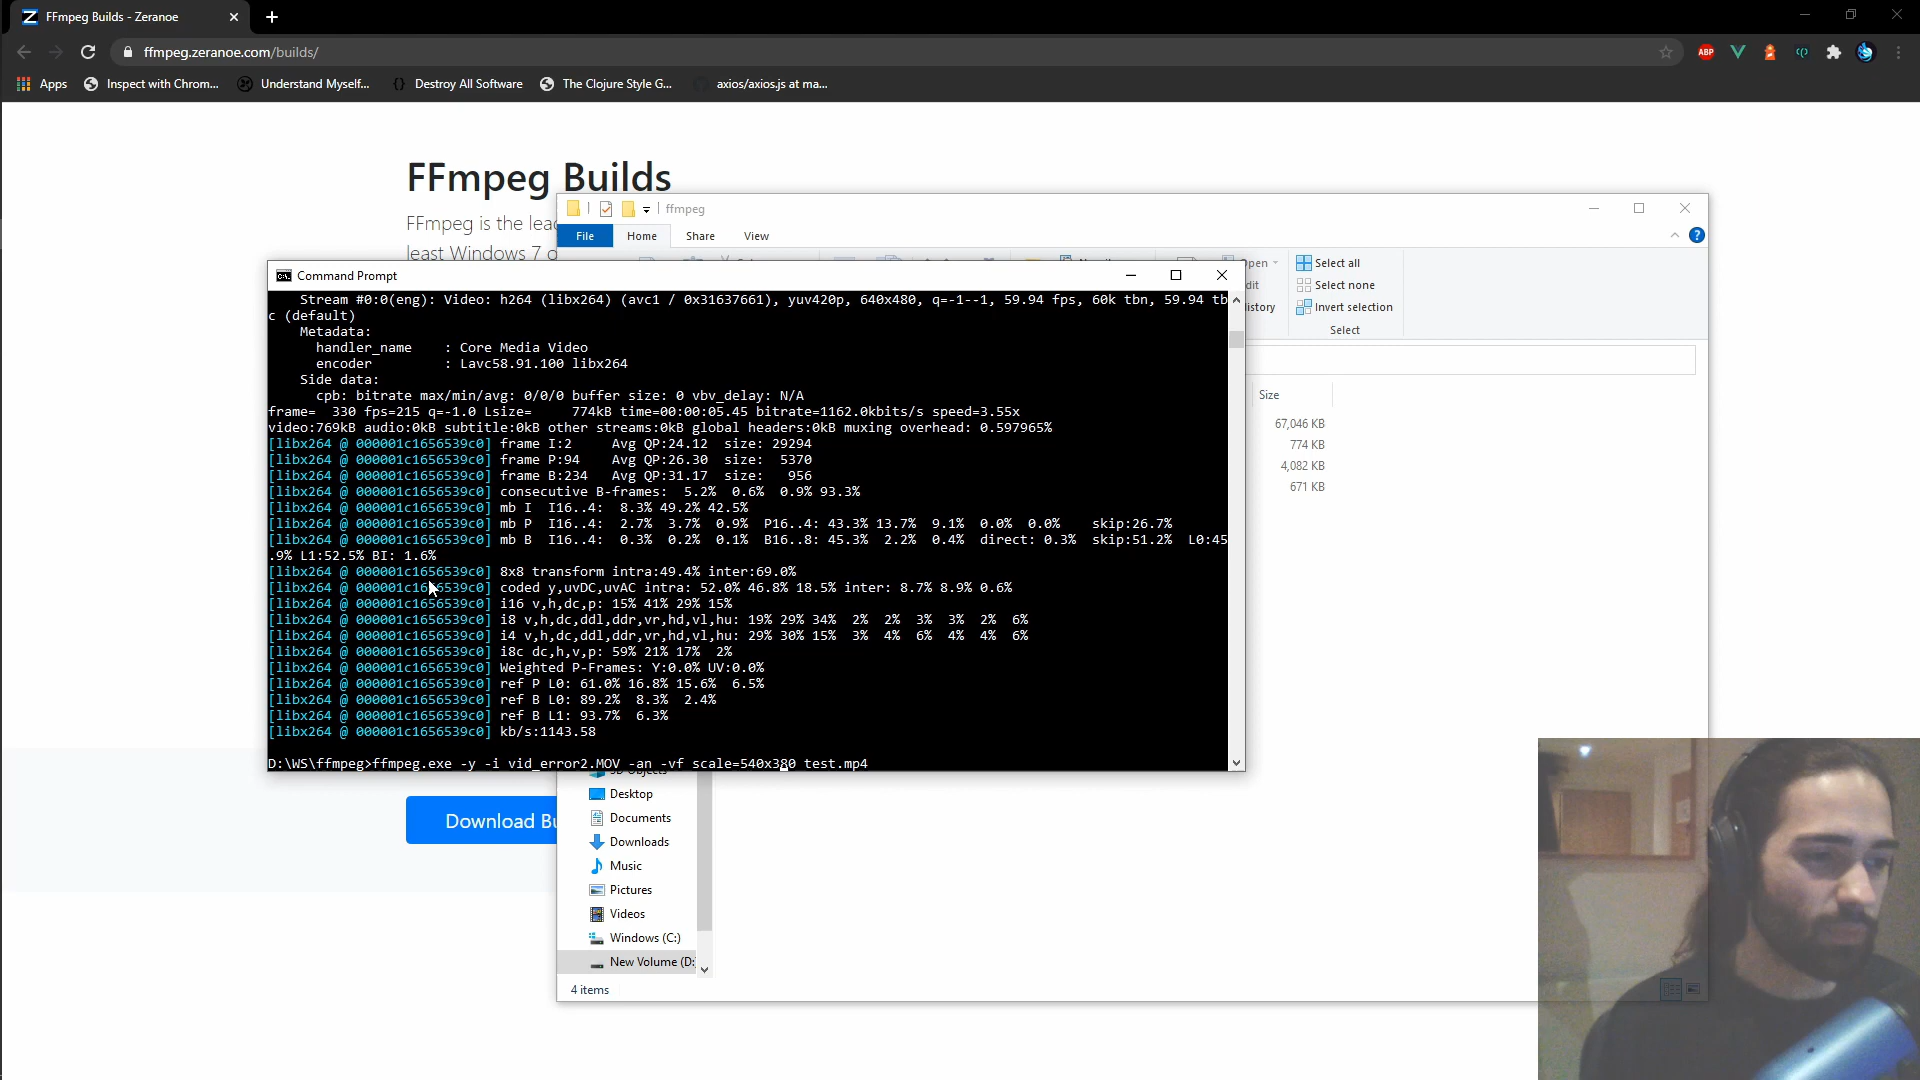 FFmpeg Builds - Zeranoe
ffmpeg.zeranoe.com/builds/
ABP
Apps
Inspect with Chrom...
Understand Myself...
Destroy All Software
The Clojure Style G...
axios/axios.js at ma...
FFmpeg Builds
FFmpeg is the lea
least Windows 7 o
Download Bu
ffmpeg
File
Home
Share
View
Open
Select all
Select none
Invert selection
Select
Size
67,046 KB
774 KB
4,082 KB
671 KB
Command Prompt
Stream #0:0(eng): Video: h264 (libx264) (avc1 / 0x31637661), yuv420p, 640x480, q=-1--1, 59.94 fps, 60k tbn, 59.94 tb
c (default)
Metadata:
handler_name : Core Media Video
encoder : Lavc58.91.100 libx264
Side data:
cpb: bitrate max/min/avg: 0/0/0 buffer size: 0 vbv_delay: N/A
frame= 330 fps=215 q=-1.0 Lsize= 774kB time=00:00:05.45 bitrate=1162.0kbits/s speed=3.55x
video:769kB audio:0kB subtitle:0kB other streams:0kB global headers:0kB muxing overhead: 0.597965%
[libx264 @ 000001c1656539c0] frame I:2 Avg QP:24.12 size: 29294
[libx264 @ 000001c1656539c0] frame P:94 Avg QP:26.30 size: 5370
[libx264 @ 000001c1656539c0] frame B:234 Avg QP:31.17 size: 956
[libx264 @ 000001c1656539c0] consecutive B-frames: 5.2% 0.6% 0.9% 93.3%
[libx264 @ 000001c1656539c0] mb I I16..4: 8.3% 49.2% 42.5%
[libx264 @ 000001c1656539c0] mb P I16..4: 2.7% 3.7% 0.9% P16..4: 43.3% 13.7% 9.1% 0.0% 0.0% skip:26.7%
[libx264 @ 000001c1656539c0] mb B I16..4: 0.3% 0.2% 0.1% B16..8: 45.3% 2.2% 0.4% direct: 0.3% skip:51.2% L0:45
.9% L1:52.5% BI: 1.6%
[libx264 @ 000001c1656539c0] 8x8 transform intra:49.4% inter:69.0%
[libx264 @ 000001c1656539c0] coded y,uvDC,uvAC intra: 52.0% 46.8% 18.5% inter: 8.7% 8.9% 0.6%
[libx264 @ 000001c1656539c0] i16 v,h,dc,p: 15% 41% 29% 15%
[libx264 @ 000001c1656539c0] i8 v,h,dc,ddl,ddr,vr,hd,vl,hu: 19% 29% 34% 2% 2% 3% 3% 2% 6%
[libx264 @ 000001c1656539c0] i4 v,h,dc,ddl,ddr,vr,hd,vl,hu: 29% 30% 15% 3% 4% 6% 4% 4% 6%
[libx264 @ 000001c1656539c0] i8c dc,h,v,p: 59% 21% 17% 2%
[libx264 @ 000001c1656539c0] Weighted P-Frames: Y:0.0% UV:0.0%
[libx264 @ 000001c1656539c0] ref P L0: 61.0% 16.8% 15.6% 6.5%
[libx264 @ 000001c1656539c0] ref B L0: 89.2% 8.3% 2.4%
[libx264 @ 000001c1656539c0] ref B L1: 93.7% 6.3%
[libx264 @ 000001c1656539c0] kb/s:1143.58
D:\WS\ffmpeg>ffmpeg.exe -y -i vid_error2.MOV -an -vf scale=540x380 test.mp4
3D Objects
Desktop
Documents
Downloads
Music
Pictures
Videos
Windows (C:)
New Volume (D:
4 items